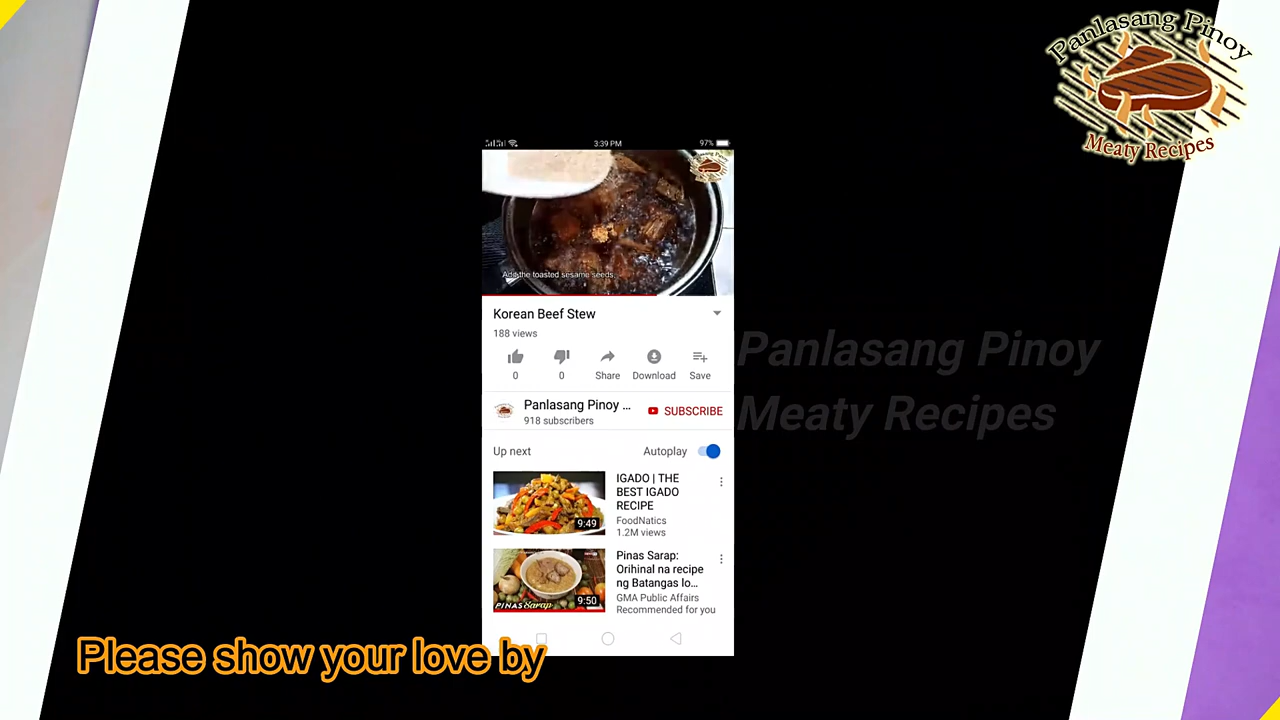 Panlasang Pinoy
Meaty Recipes
3:39 PM
97%
Add the toasted sesame seeds.
Korean Beef Stew
188 views
0
0
Share
Download
Save
Panlasang Pinoy ...
918 subscribers
SUBSCRIBE
Panlasang Pinoy
Meaty Recipes
Up next
Autoplay
IGADO | THE
BEST IGADO
RECIPE
FoodNatics
1.2M views
9:49
Pinas Sarap:
Orihinal na recipe
ng Batangas lo...
GMA Public Affairs
Recommended for you
PINAS Sarap
9:50
Please show your love by